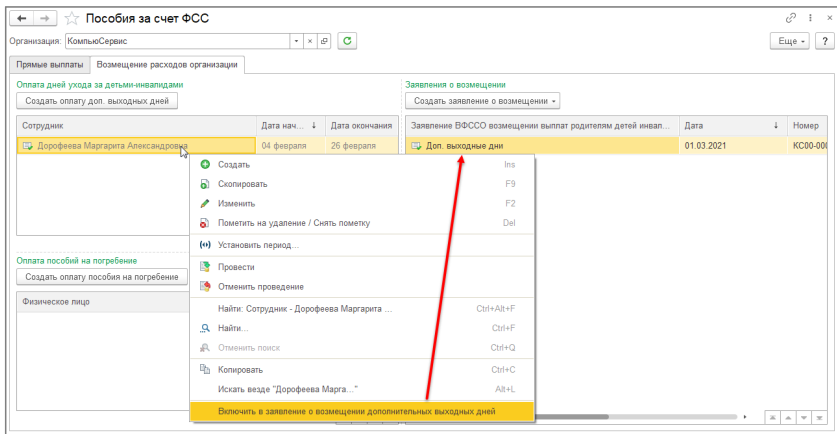 Пособия за счет ФСС
Организация: КомпьюСервис
Еще
?
Прямые выплаты Возмещение расходов организации
Оплата дней ухода за детьми-инвалидами
Создать оплату доп. выходных дней
Сотрудник Дата нач... ↓ Дата окончания
Дорофеева Маргарита Александровна 04 февраля 26 февраля
Заявления о возмещении
Создать заявление о возмещении
Заявление ВФССО возмещении выплат родителям детей инвал... Дата ↓ Номер
Доп. выходные дни 01.03.2021 КС00-000
Оплата пособий на погребение
Создать оплату пособия на погребение
Физическое лицо
Создать Ins
Скопировать F9
Изменить F2
Пометить на удаление / Снять пометку Del
Установить период...
Провести
Отменить проведение
Найти: Сотрудник - Дорофеева Маргарита ... Ctrl+Alt+F
Найти... Ctrl+F
Отменить поиск Ctrl+Q
Копировать Ctrl+C
Искать везде "Дорофеева Марга..." Alt+L
Включить в заявление о возмещении дополнительных выходных дней